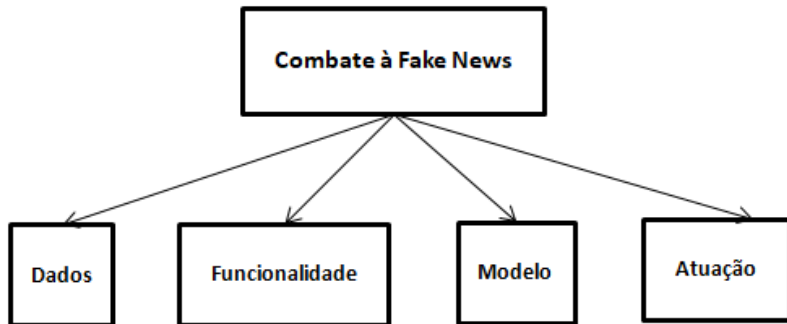 Combate à Fake News
Dados
Funcionalidade
Modelo
Atuação